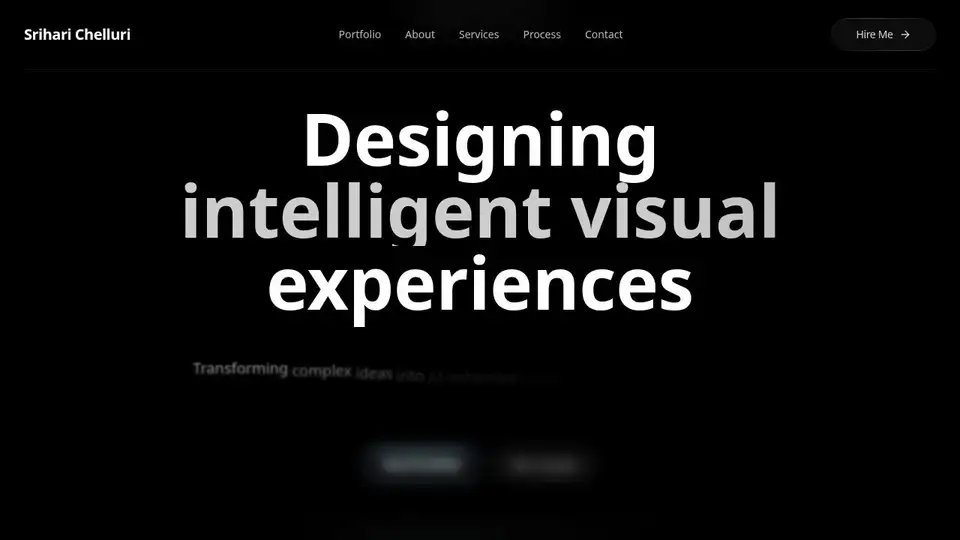 Srihari Chelluri
Portfolio
About
Services
Process
Contact
Hire Me
Designing
intelligent visual
experiences
Transforming complex ideas into